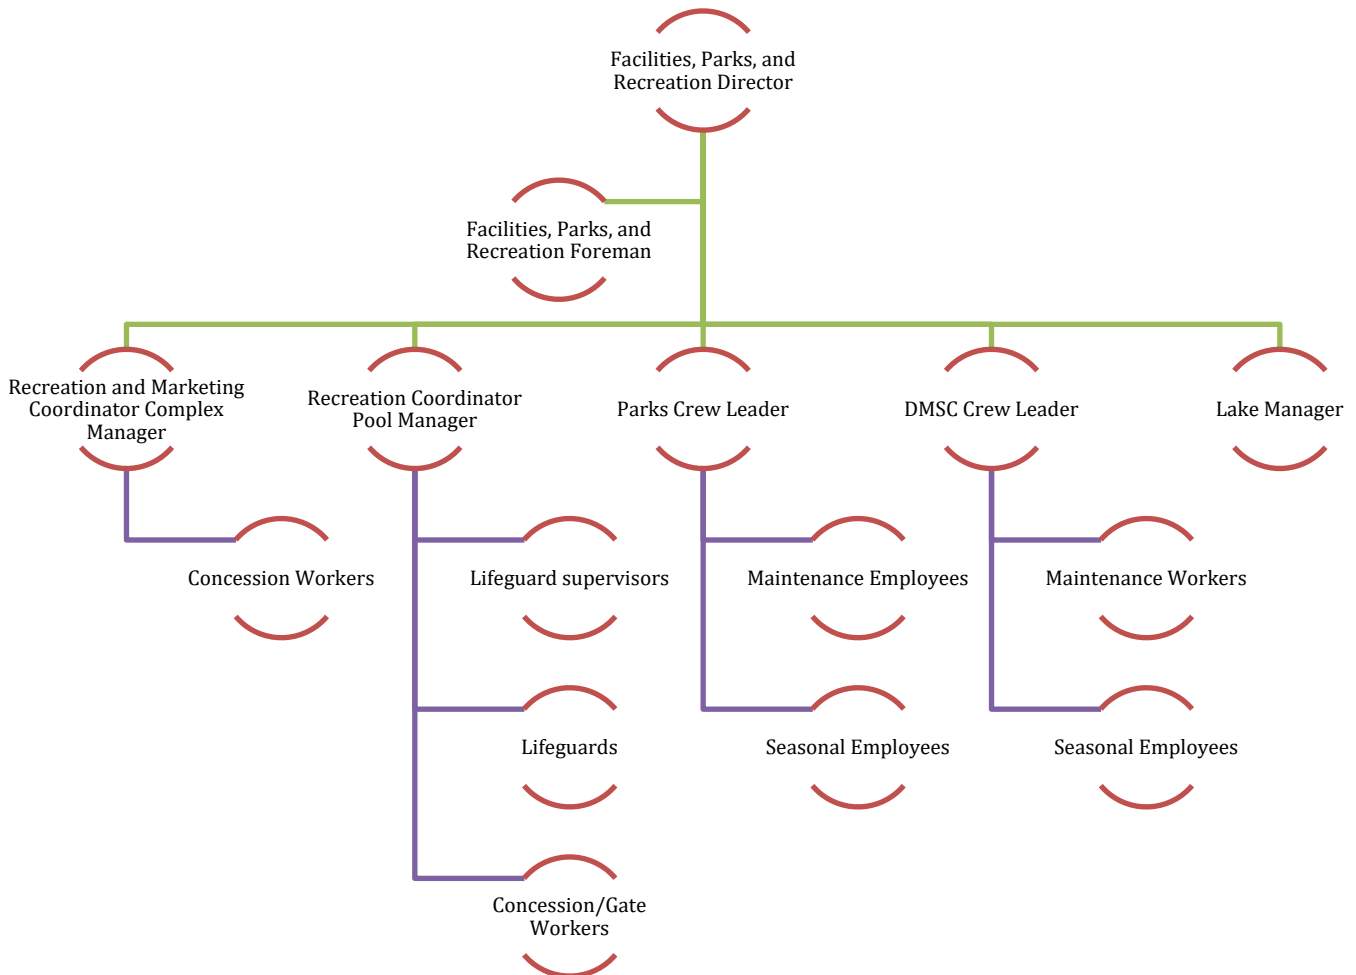 Facilities, Parks, and
Recreation Director
Facilities, Parks, and
Recreation Foreman
Recreation and Marketing
Coordinator Complex
Manager
Recreation Coordinator
Pool Manager
Parks Crew Leader
DMSC Crew Leader
Lake Manager
Concession Workers
Lifeguard supervisors
Maintenance Employees
Maintenance Workers
Lifeguards
Seasonal Employees
Seasonal Employees
Concession/Gate
Workers